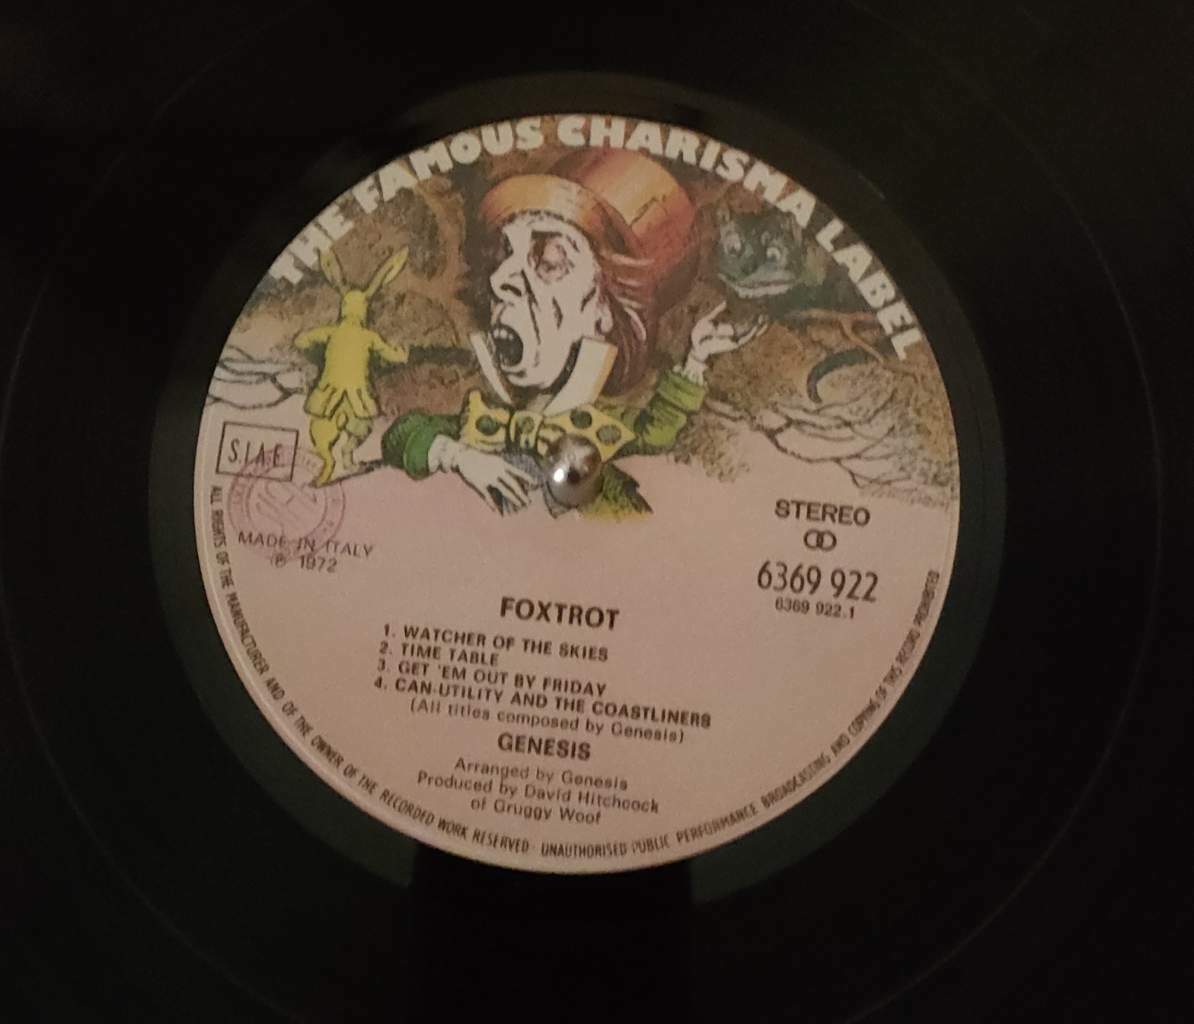 THE FAMOUS CHARISMA LABEL
S.I.A.E.
MADE IN ITALY
℗ 1972
STEREO
6369 922
6369 922.1
FOXTROT
1. WATCHER OF THE SKIES
2. TIME TABLE
3. GET 'EM OUT BY FRIDAY
4. CAN-UTILITY AND THE COASTLINERS
(All titles composed by Genesis)
GENESIS
Arranged by Genesis
Produced by David Hitchcock
of Gruggy Woof
ALL RIGHTS OF THE MANUFACTURER AND OF THE OWNER OF THE RECORDED WORK RESERVED · UNAUTHORISED PUBLIC PERFORMANCE BROADCASTING AND COPYING OF THIS RECORD PROHIBITED